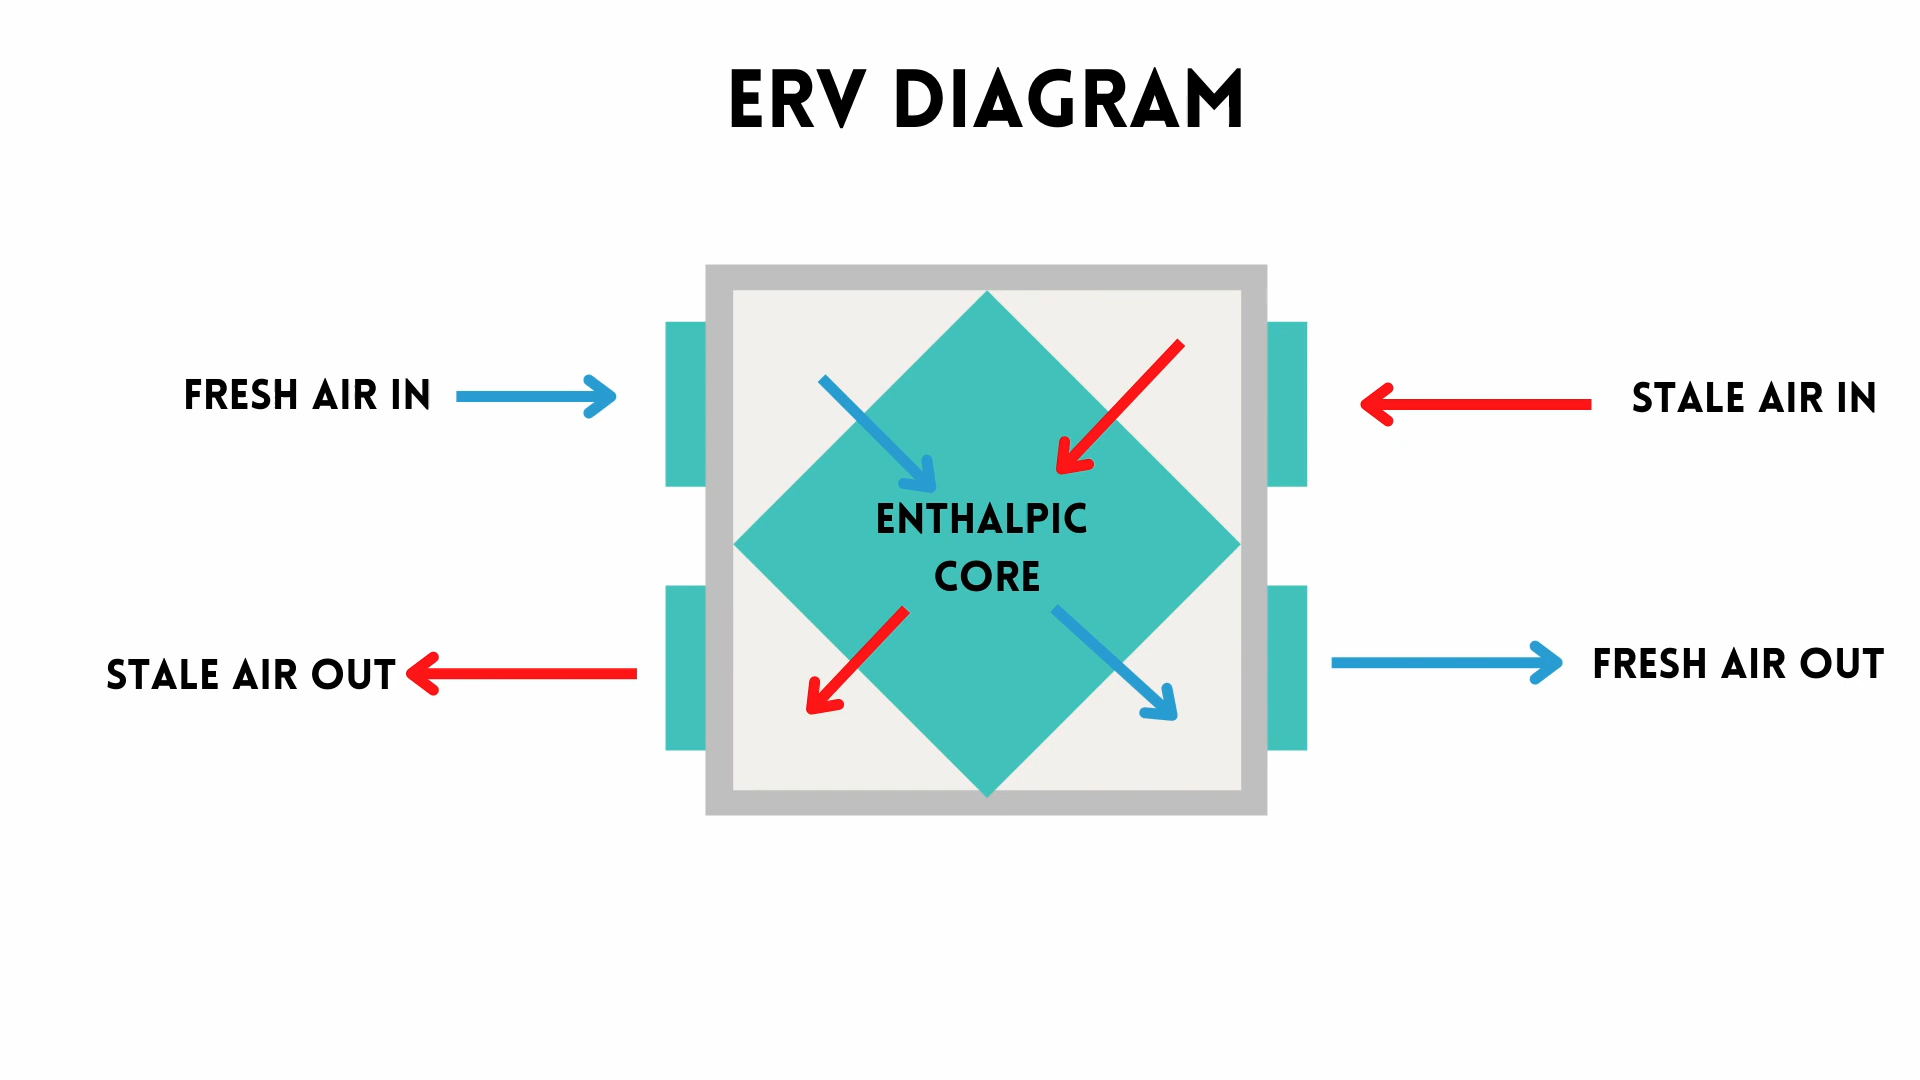 ERV DIAGRAM
FRESH AIR IN
STALE AIR IN
ENTHALPIC
CORE
STALE AIR OUT
FRESH AIR OUT